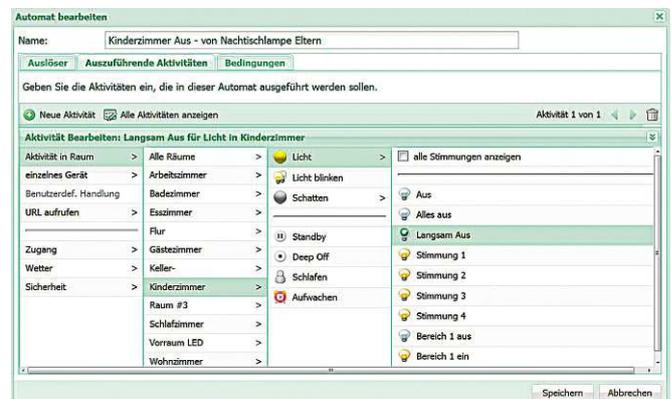 Automat bearbeiten
Name: Kinderzimmer Aus - von Nachtischlampe Eltern
Auslöser Auszuführende Aktivitäten Bedingungen
Geben Sie die Aktivitäten ein, die in dieser Automat ausgeführt werden sollen.
Neue Aktivität Alle Aktivitäten anzeigen Aktivität 1 von 1
Aktivität Bearbeiten: Langsam Aus für Licht in Kinderzimmer
Aktivität in Raum >
einzelnes Gerät >
Benutzerdef. Handlung
URL aufrufen >
Zugang >
Wetter >
Sicherheit >
Alle Räume >
Arbeitszimmer >
Badezimmer >
Esszimmer >
Flur >
Gästezimmer >
Keller- >
Kinderzimmer >
Raum #3 >
Schlafzimmer >
Vorraum LED >
Wohnzimmer >
Licht >
Licht blinken
Schatten >
Standby
Deep Off
Schlafen
Aufwachen
alle Stimmungen anzeigen
Aus
Alles aus
Langsam Aus
Stimmung 1
Stimmung 2
Stimmung 3
Stimmung 4
Bereich 1 aus
Bereich 1 ein
Speichern Abbrechen